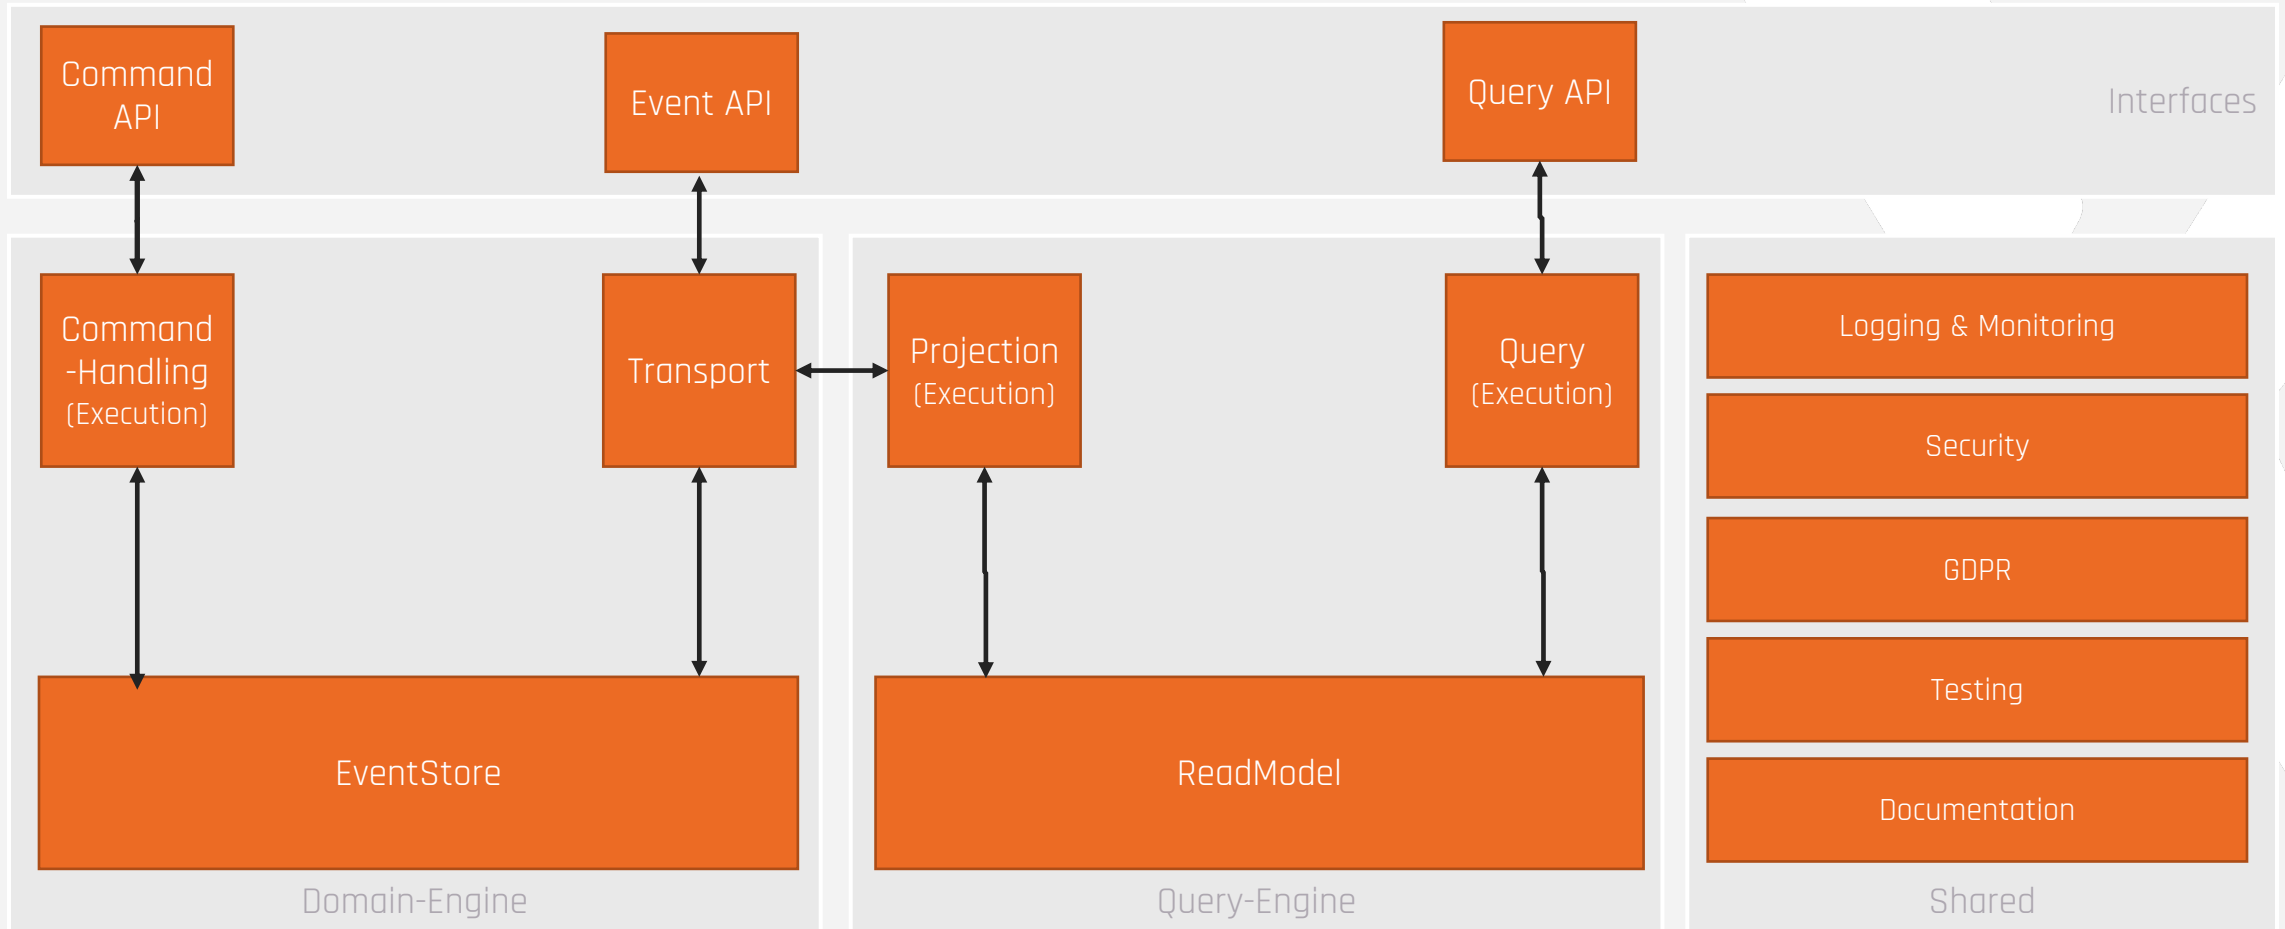 Command
API
Event API
Query API
Interfaces
Command
-Handling
(Execution)
Transport
Projection
(Execution)
Query
(Execution)
EventStore
ReadModel
Domain-Engine
Query-Engine
Logging & Monitoring
Security
GDPR
Testing
Documentation
Shared